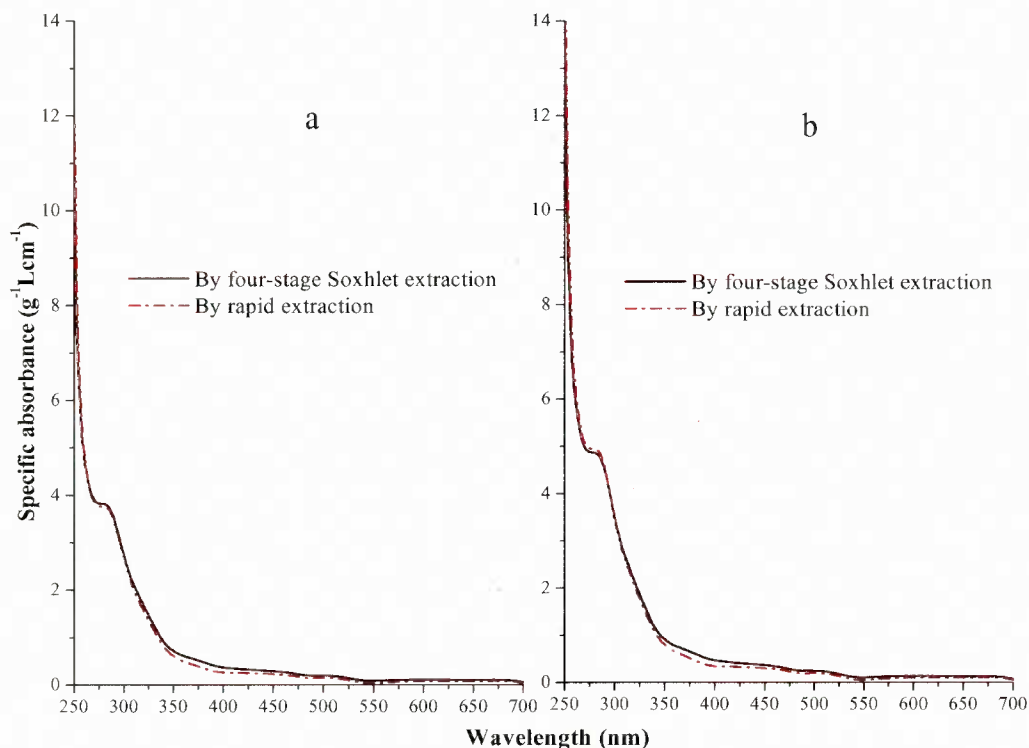 14
12
10
8
6
4
2
0
250 300 350 400 450 500 550 600 650 700
a
By four-stage Soxhlet extraction
By rapid extraction
Specific absorbance (g⁻¹Lcm⁻¹)
14
12
10
8
6
4
2
0
250 300 350 400 450 500 550 600 650 700
b
By four-stage Soxhlet extraction
By rapid extraction
Wavelength (nm)